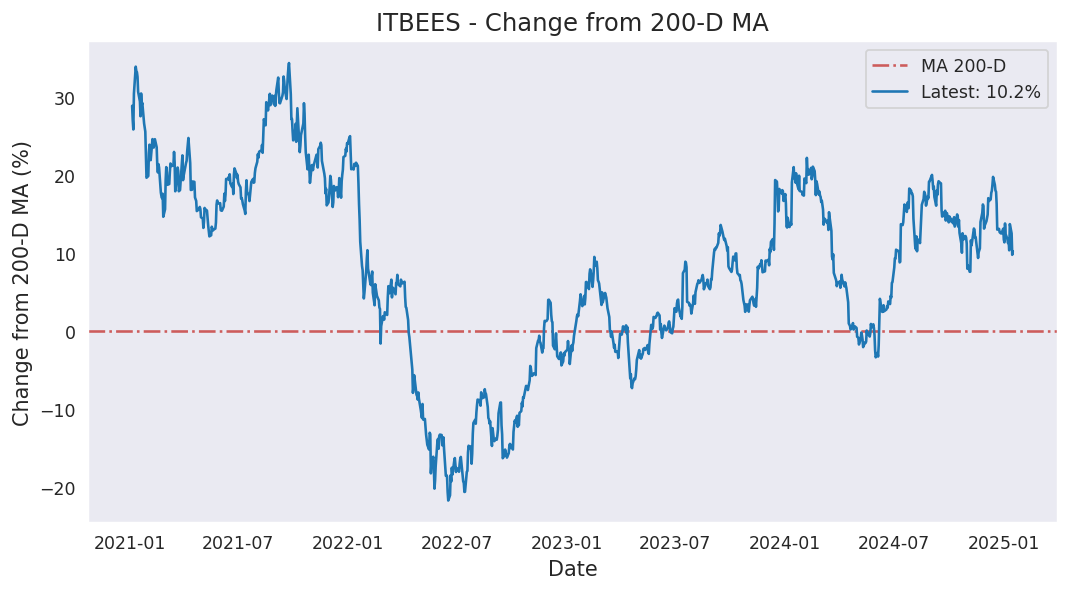 ITBEES - Change from 200-D MA
MA 200-D
Latest: 10.2%
Change from 200-D MA (%)
30
20
10
0
−10
−20
2021-01 2021-07 2022-01 2022-07 2023-01 2023-07 2024-01 2024-07 2025-01
Date